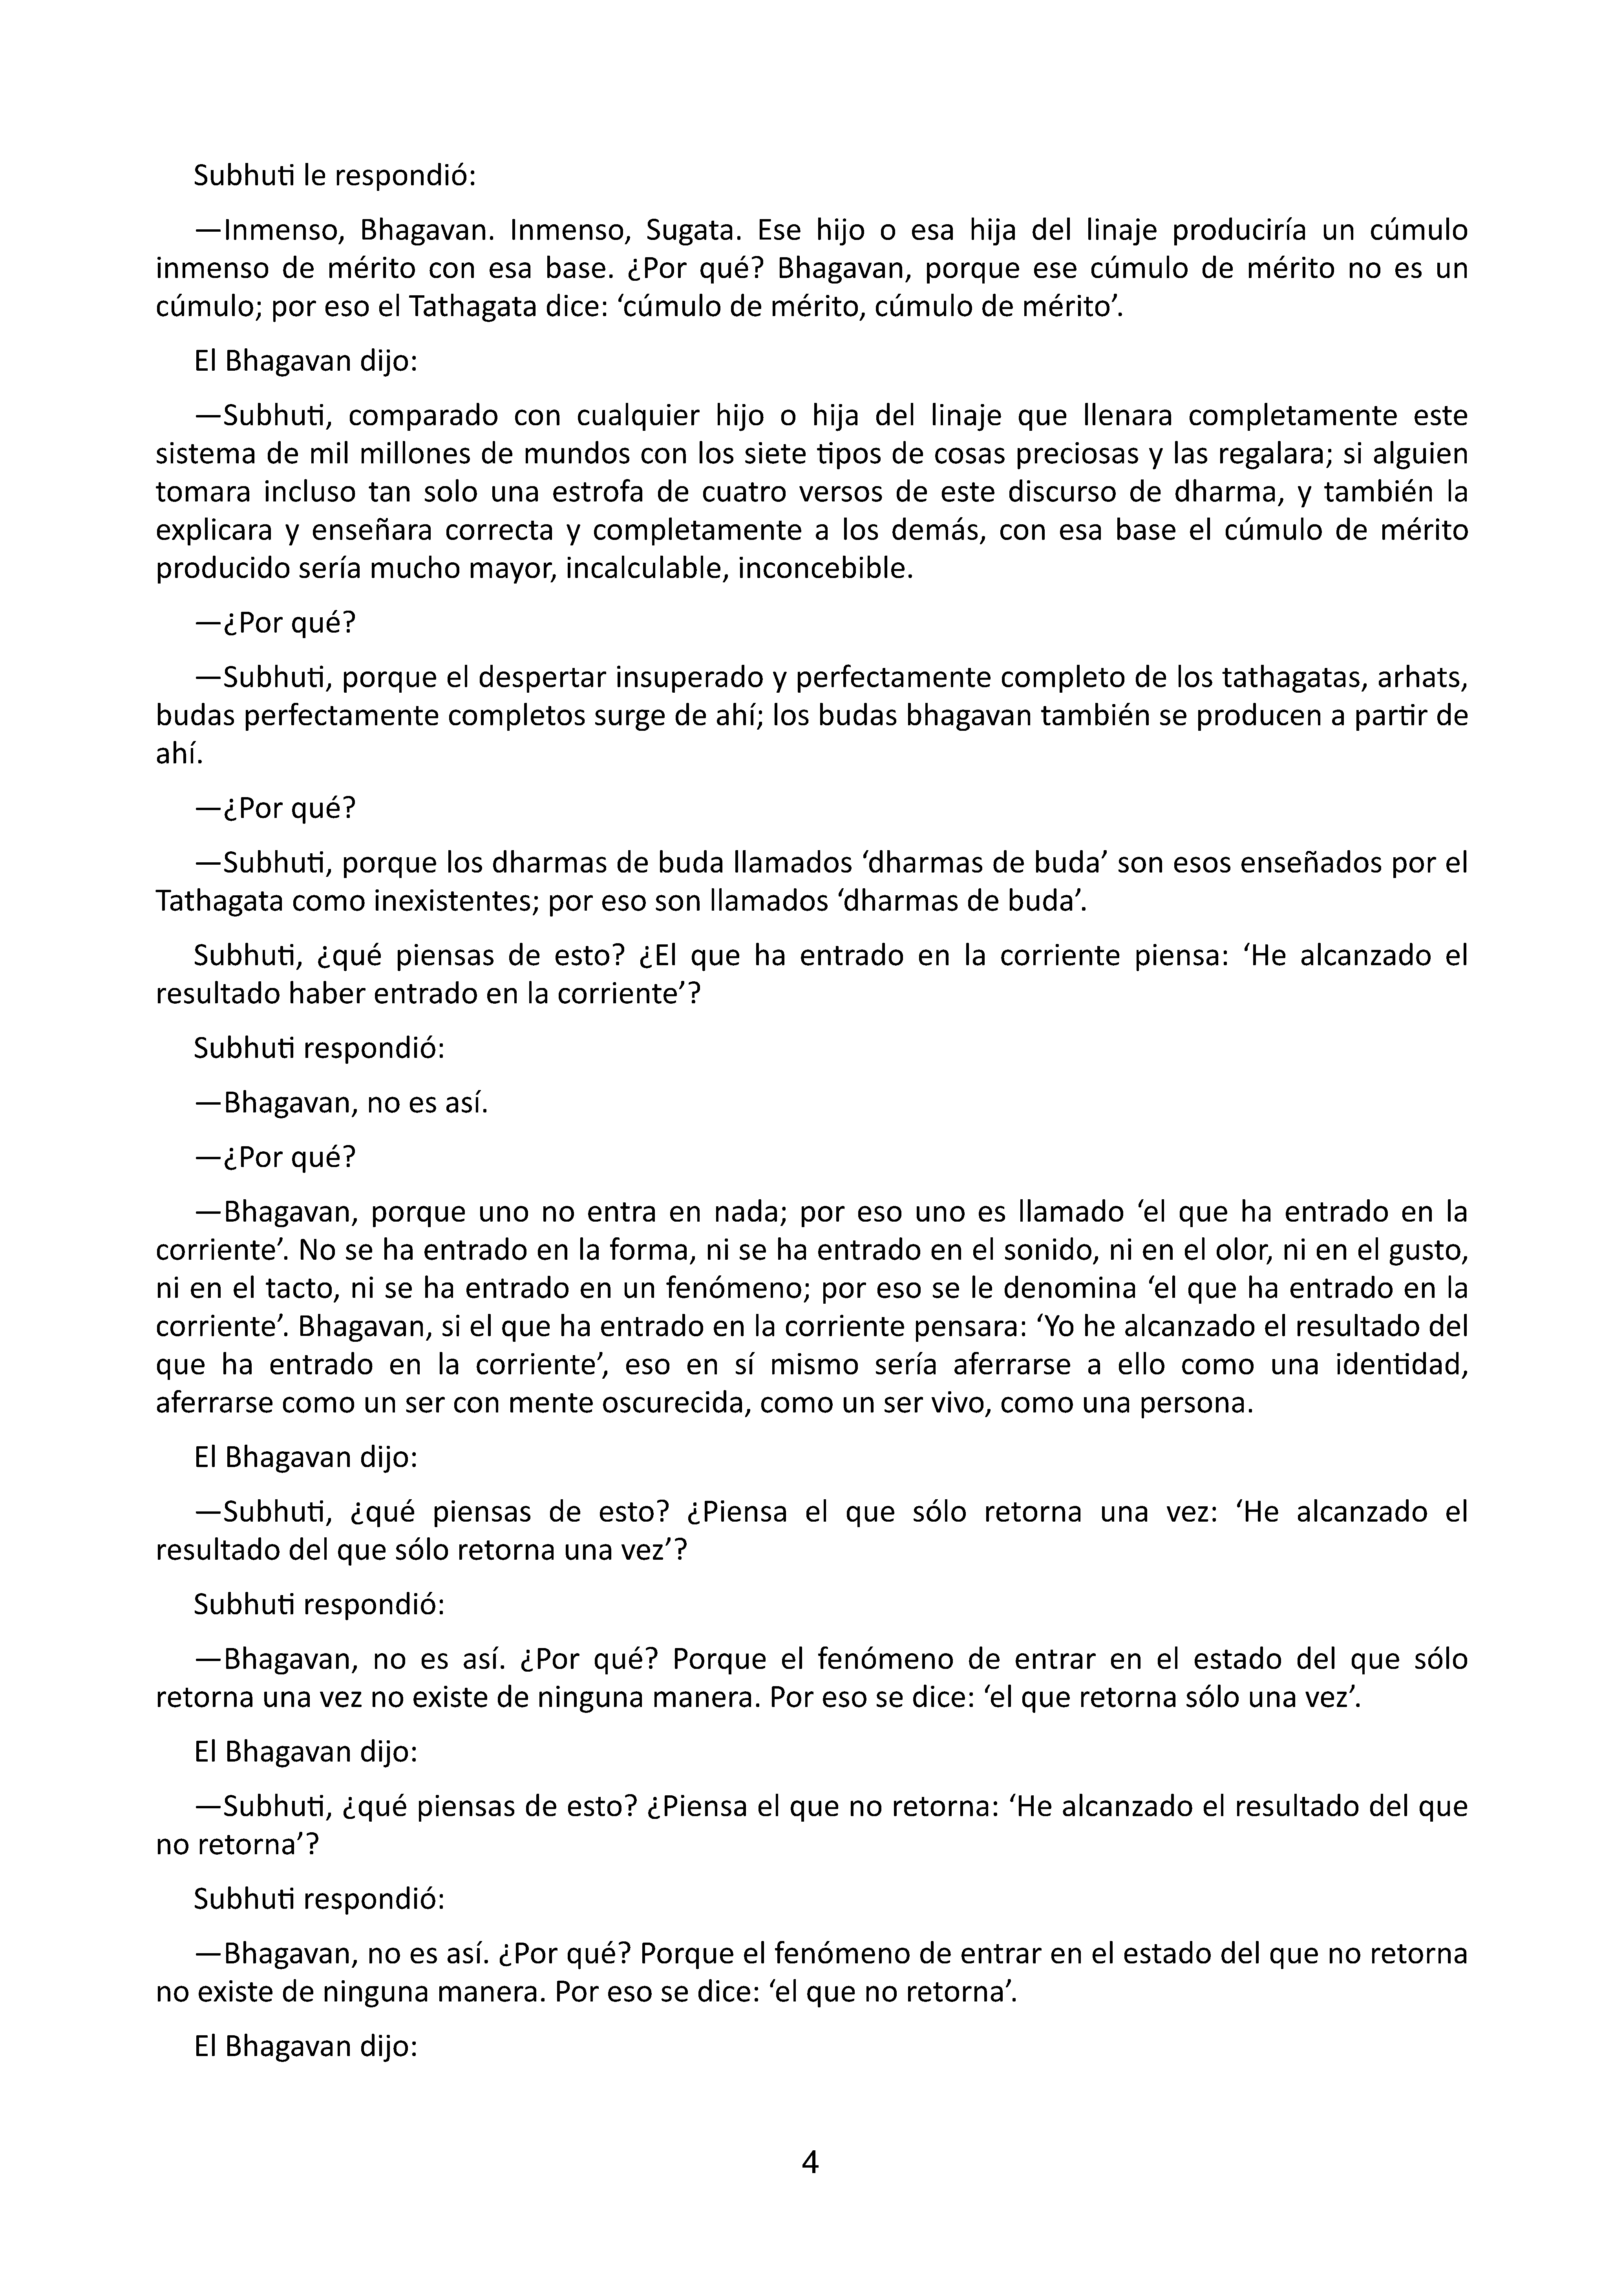 Subhuti le respondió:
—Inmenso, Bhagavan. Inmenso, Sugata. Ese hijo o esa hija del linaje produciría un cúmulo
inmenso de mérito con esa base. ¿Por qué? Bhagavan, porque ese cúmulo de mérito no es un
cúmulo; por eso el Tathagata dice: ‘cúmulo de mérito, cúmulo de mérito’.
El Bhagavan dijo:
—Subhuti, comparado con cualquier hijo o hija del linaje que llenara completamente este
sistema de mil millones de mundos con los siete tipos de cosas preciosas y las regalara; si alguien
tomara incluso tan solo una estrofa de cuatro versos de este discurso de dharma, y también la
explicara y enseñara correcta y completamente a los demás, con esa base el cúmulo de mérito
producido sería mucho mayor, incalculable, inconcebible.
—¿Por qué?
—Subhuti, porque el despertar insuperado y perfectamente completo de los tathagatas, arhats,
budas perfectamente completos surge de ahí; los budas bhagavan también se producen a partir de
ahí.
—¿Por qué?
—Subhuti, porque los dharmas de buda llamados ‘dharmas de buda’ son esos enseñados por el
Tathagata como inexistentes; por eso son llamados ‘dharmas de buda’.
Subhuti, ¿qué piensas de esto? ¿El que ha entrado en la corriente piensa: ‘He alcanzado el
resultado haber entrado en la corriente’?
Subhuti respondió:
—Bhagavan, no es así.
—¿Por qué?
—Bhagavan, porque uno no entra en nada; por eso uno es llamado ‘el que ha entrado en la
corriente’. No se ha entrado en la forma, ni se ha entrado en el sonido, ni en el olor, ni en el gusto,
ni en el tacto, ni se ha entrado en un fenómeno; por eso se le denomina ‘el que ha entrado en la
corriente’. Bhagavan, si el que ha entrado en la corriente pensara: ‘Yo he alcanzado el resultado del
que ha entrado en la corriente’, eso en sí mismo sería aferrarse a ello como una identidad,
aferrarse como un ser con mente oscurecida, como un ser vivo, como una persona.
El Bhagavan dijo:
—Subhuti, ¿qué piensas de esto? ¿Piensa el que sólo retorna una vez: ‘He alcanzado el
resultado del que sólo retorna una vez’?
Subhuti respondió:
—Bhagavan, no es así. ¿Por qué? Porque el fenómeno de entrar en el estado del que sólo
retorna una vez no existe de ninguna manera. Por eso se dice: ‘el que retorna sólo una vez’.
El Bhagavan dijo:
—Subhuti, ¿qué piensas de esto? ¿Piensa el que no retorna: ‘He alcanzado el resultado del que
no retorna’?
Subhuti respondió:
—Bhagavan, no es así. ¿Por qué? Porque el fenómeno de entrar en el estado del que no retorna
no existe de ninguna manera. Por eso se dice: ‘el que no retorna’.
El Bhagavan dijo:
4